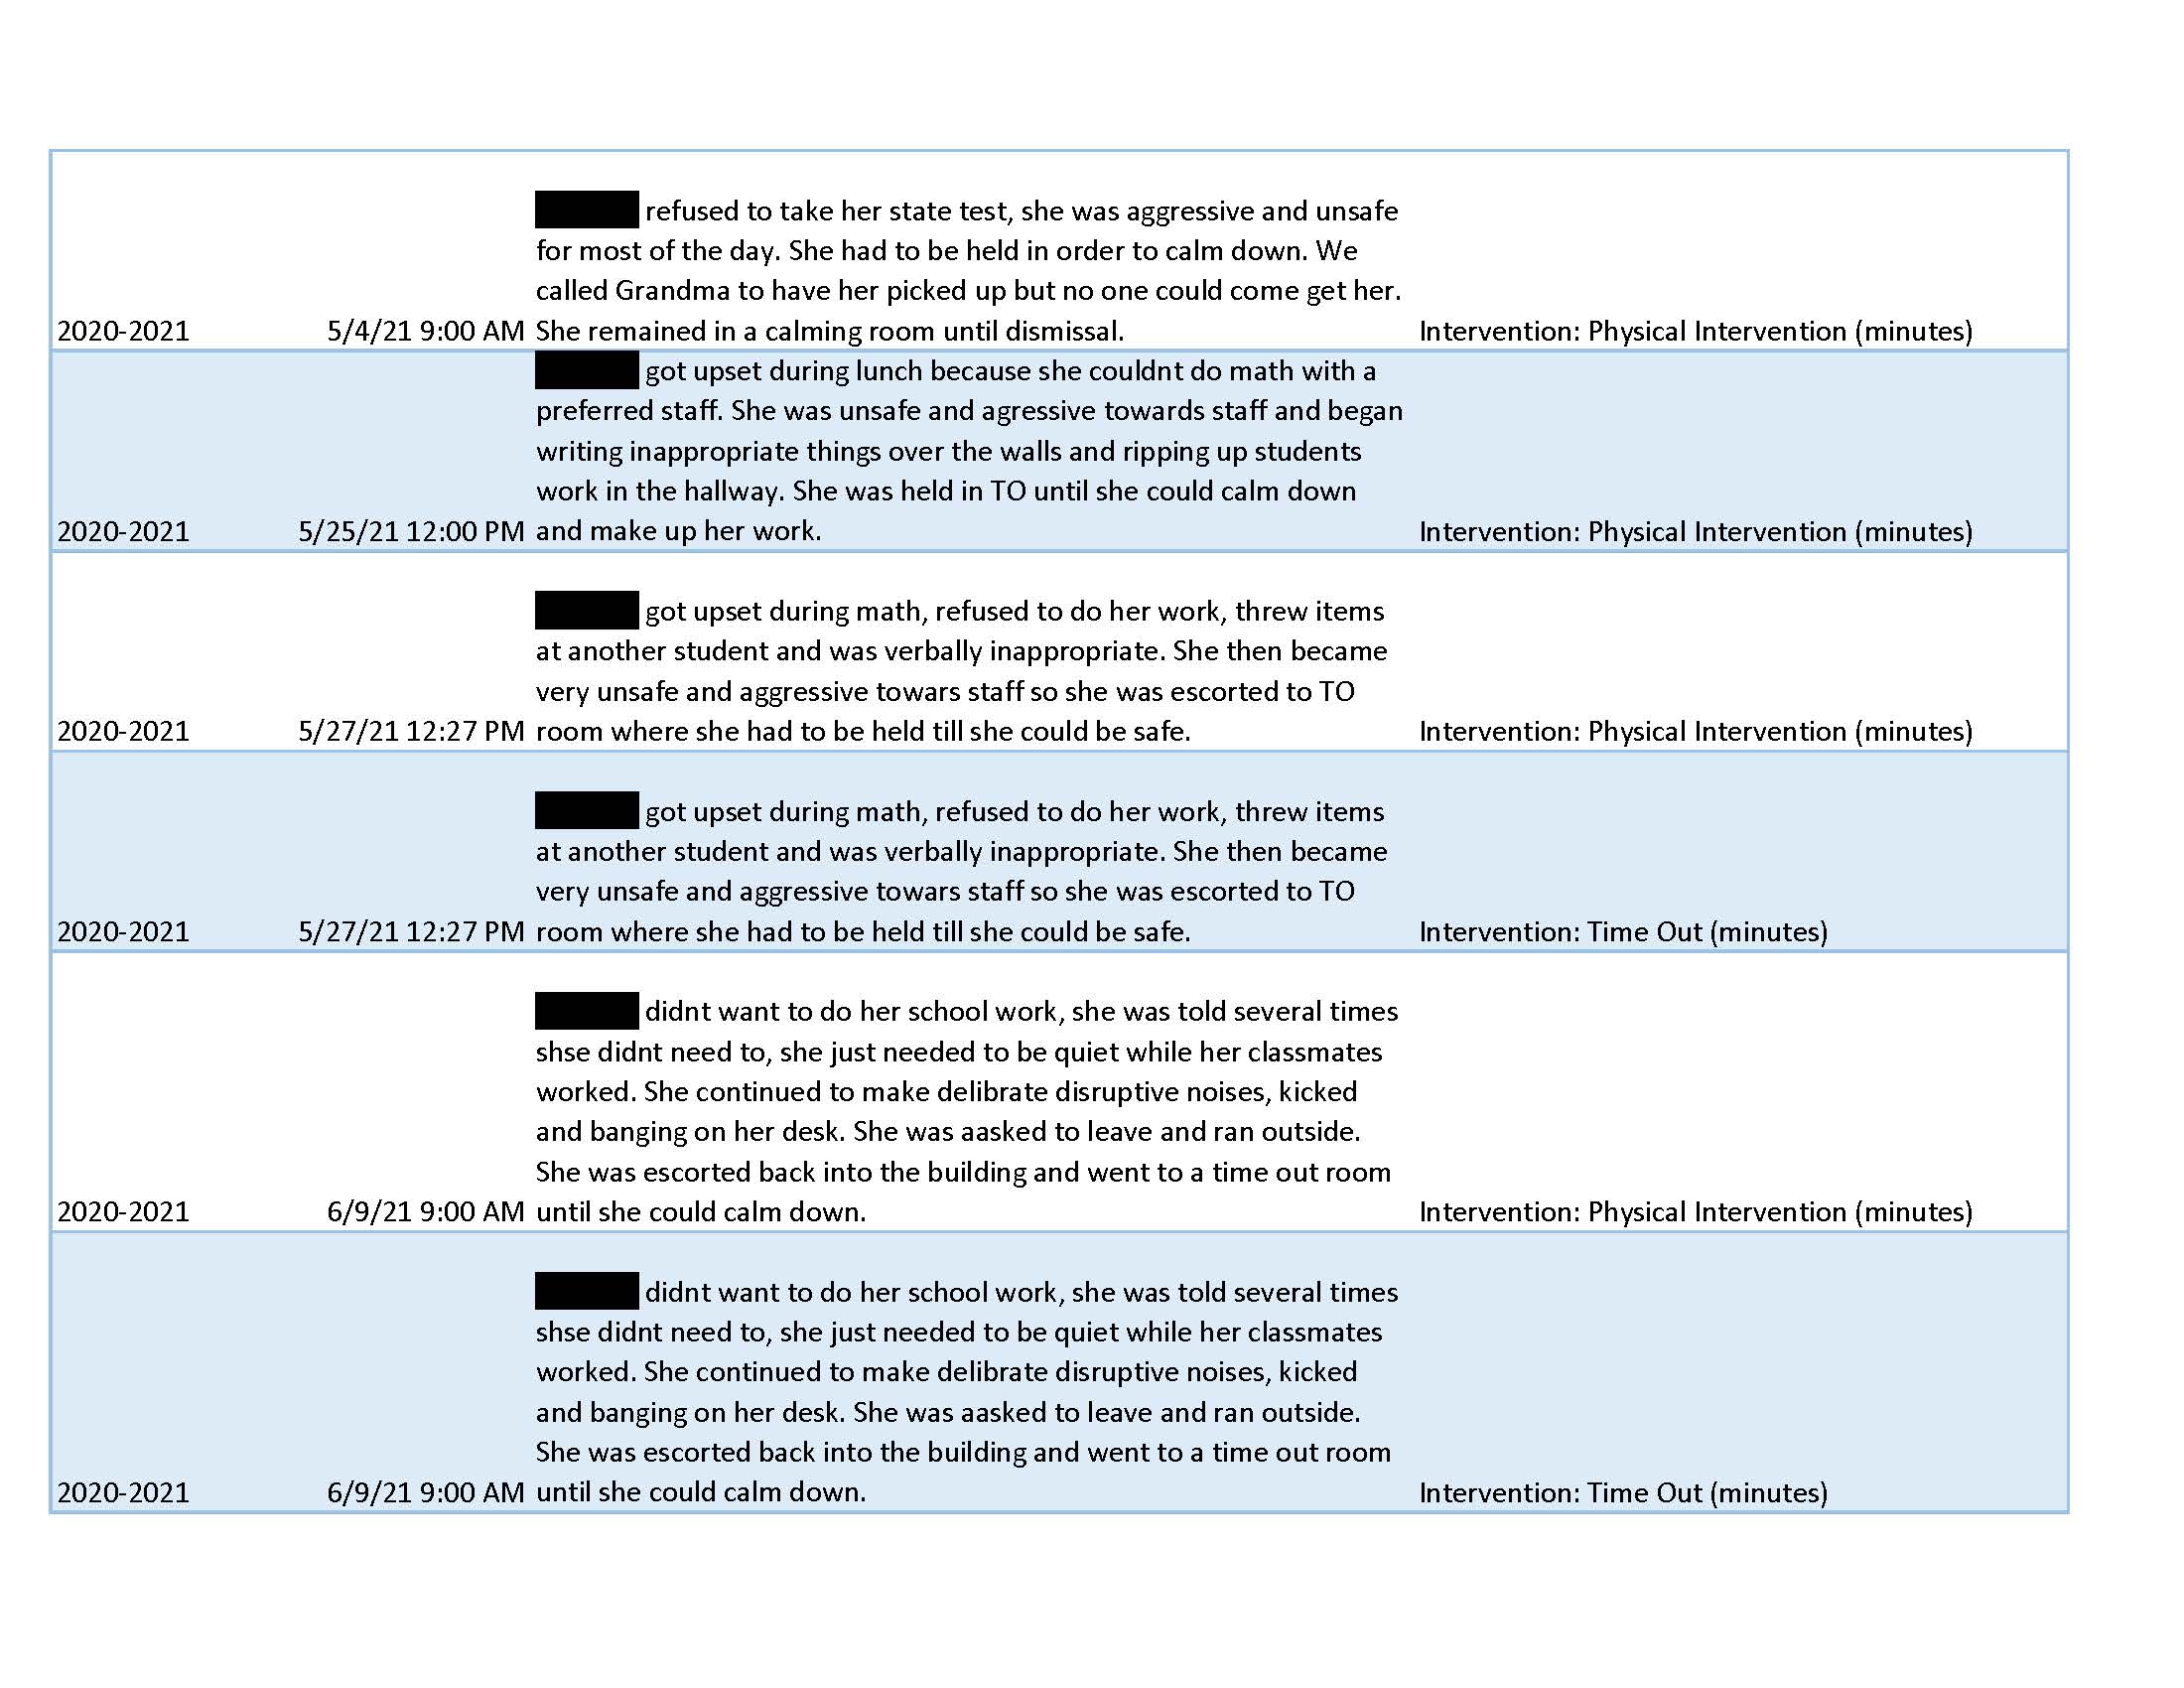 refused to take her state test, she was aggressive and unsafe
for most of the day. She had to be held in order to calm down. We
called Grandma to have her picked up but no one could come get her.
2020-2021 5/4/21 9:00 AM She remained in a calming room until dismissal. Intervention: Physical Intervention (minutes)
got upset during lunch because she couldnt do math with a
preferred staff. She was unsafe and agressive towards staff and began
writing inappropriate things over the walls and ripping up students
work in the hallway. She was held in TO until she could calm down
2020-2021 5/25/21 12:00 PM and make up her work. Intervention: Physical Intervention (minutes)
got upset during math, refused to do her work, threw items
at another student and was verbally inappropriate. She then became
very unsafe and aggressive towars staff so she was escorted to TO
2020-2021 5/27/21 12:27 PM room where she had to be held till she could be safe. Intervention: Physical Intervention (minutes)
got upset during math, refused to do her work, threw items
at another student and was verbally inappropriate. She then became
very unsafe and aggressive towars staff so she was escorted to TO
2020-2021 5/27/21 12:27 PM room where she had to be held till she could be safe. Intervention: Time Out (minutes)
didnt want to do her school work, she was told several times
shse didnt need to, she just needed to be quiet while her classmates
worked. She continued to make delibrate disruptive noises, kicked
and banging on her desk. She was aasked to leave and ran outside.
She was escorted back into the building and went to a time out room
2020-2021 6/9/21 9:00 AM until she could calm down. Intervention: Physical Intervention (minutes)
didnt want to do her school work, she was told several times
shse didnt need to, she just needed to be quiet while her classmates
worked. She continued to make delibrate disruptive noises, kicked
and banging on her desk. She was aasked to leave and ran outside.
She was escorted back into the building and went to a time out room
2020-2021 6/9/21 9:00 AM until she could calm down. Intervention: Time Out (minutes)